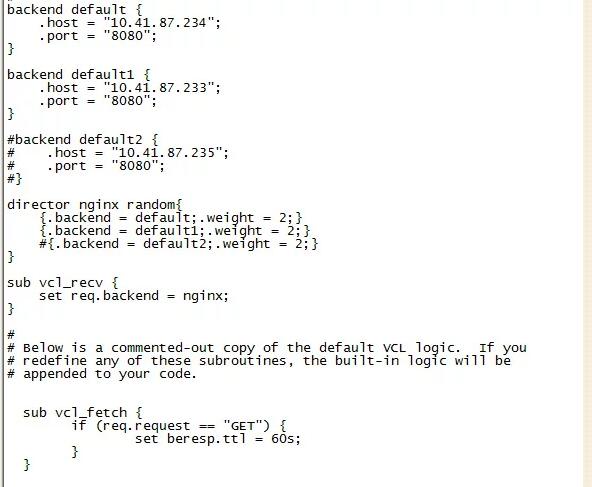 backend default {
    .host = "10.41.87.234";
    .port = "8080";
}

backend default1 {
    .host = "10.41.87.233";
    .port = "8080";
}

#backend default2 {
#    .host = "10.41.87.235";
#    .port = "8080";
#}

director nginx random{
    {.backend = default;.weight = 2;}
    {.backend = default1;.weight = 2;}
    #{.backend = default2;.weight = 2;}
}

sub vcl_recv {
    set req.backend = nginx;
}

#
# Below is a commented-out copy of the default VCL logic.  If you
# redefine any of these subroutines, the built-in logic will be
# appended to your code.

  sub vcl_fetch {
        if (req.request == "GET") {
                set beresp.ttl = 60s;
        }
  }